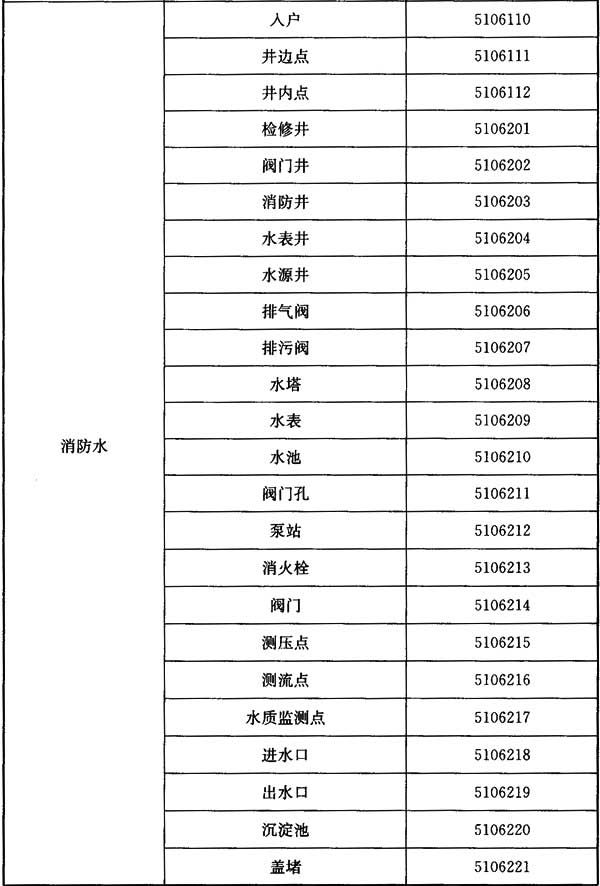 消防水
入户 5106110
井边点 5106111
井内点 5106112
检修井 5106201
阀门井 5106202
消防井 5106203
水表井 5106204
水源井 5106205
排气阀 5106206
排污阀 5106207
水塔 5106208
水表 5106209
水池 5106210
阀门孔 5106211
泵站 5106212
消火栓 5106213
阀门 5106214
测压点 5106215
测流点 5106216
水质监测点 5106217
进水口 5106218
出水口 5106219
沉淀池 5106220
盖堵 5106221